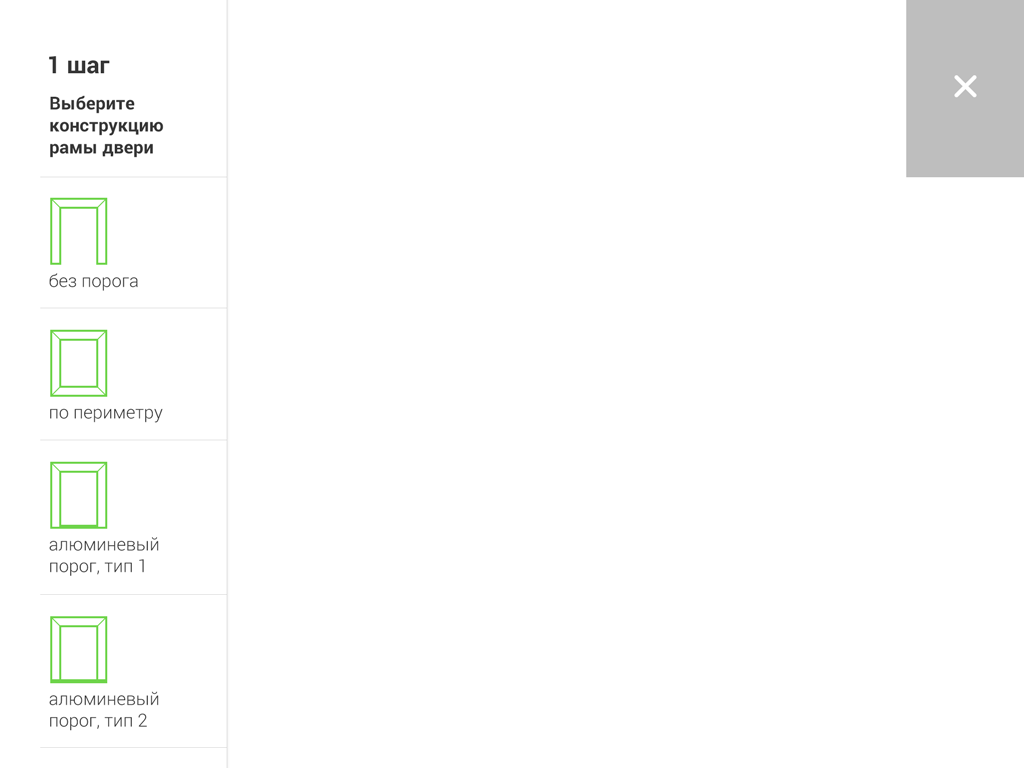 1 шаг
Выберите
конструкцию
рамы двери
без порога
по периметру
алюминевый
порог, тип 1
алюминевый
порог, тип 2